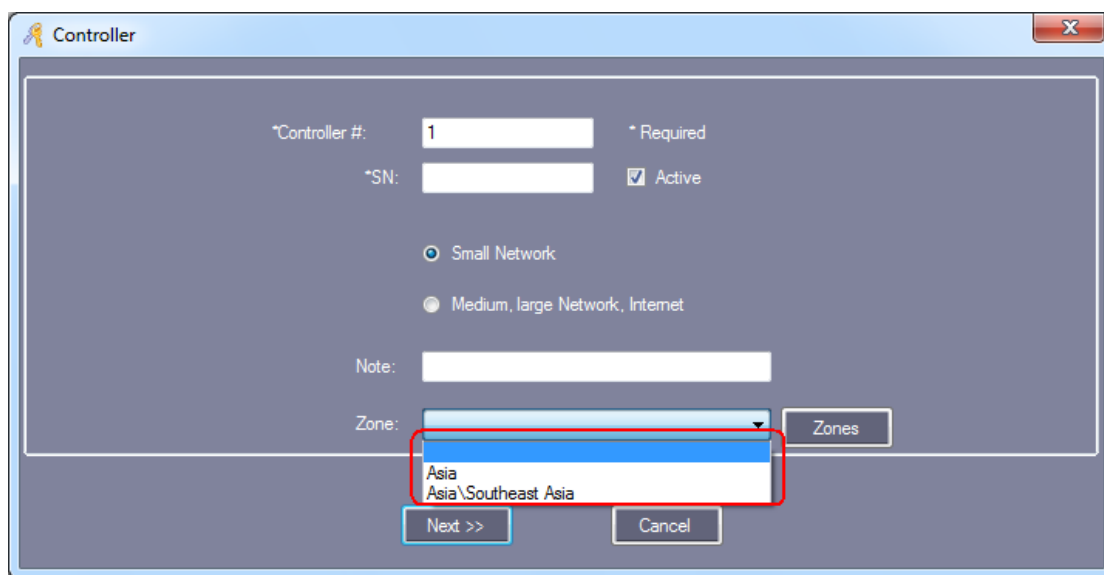 Controller
*Controller #: 1 * Required
*SN: Active
Small Network
Medium, large Network, Internet
Note:
Zone: Zones
Asia
Asia\Southeast Asia
Next >> Cancel